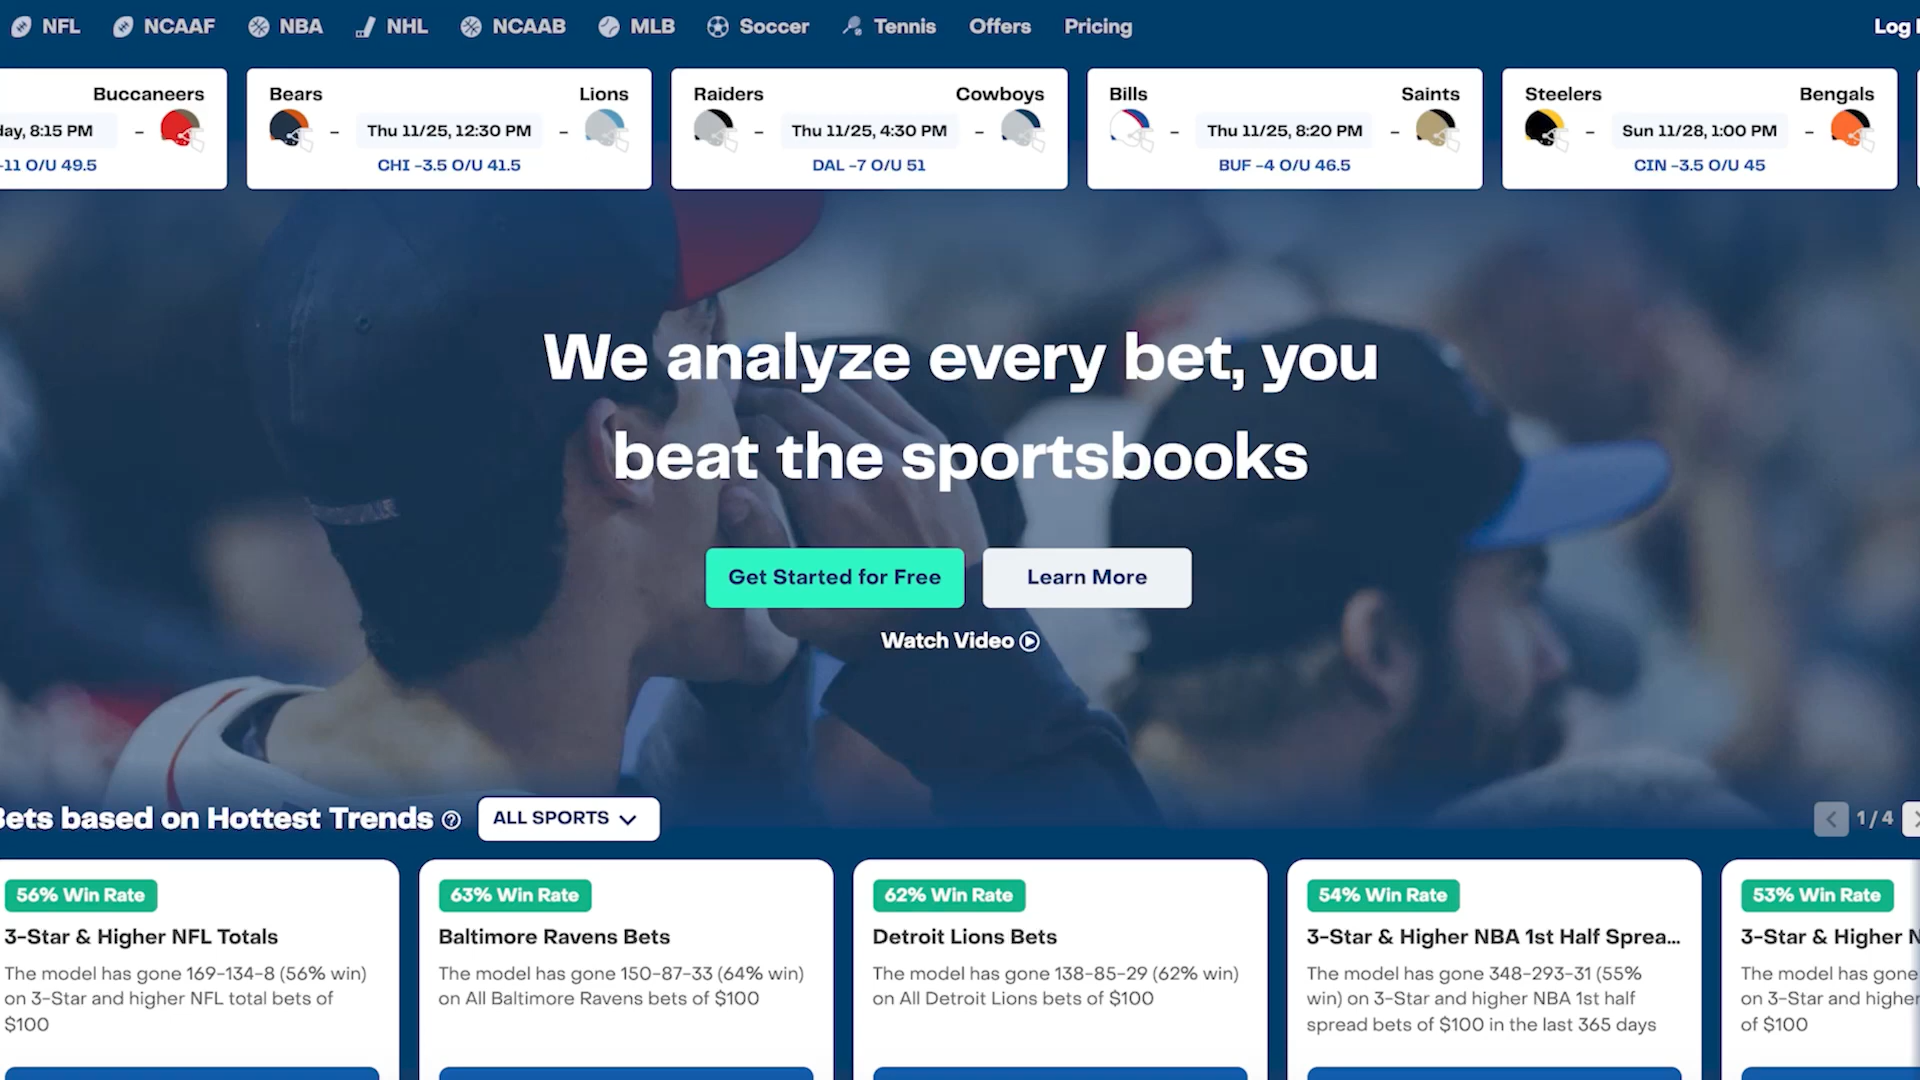 NFL NCAAF NBA NHL NCAAB MLB Soccer Tennis Offers Pricing Log
Buccaneers
8:15 PM
-11 O/U 49.5
Bears Lions
Thu 11/25, 12:30 PM
CHI -3.5 O/U 41.5
Raiders Cowboys
Thu 11/25, 4:30 PM
DAL -7 O/U 51
Bills Saints
Thu 11/25, 8:20 PM
BUF -4 O/U 46.5
Steelers Bengals
Sun 11/28, 1:00 PM
CIN -3.5 O/U 45
We analyze every bet, you
beat the sportsbooks
Get Started for Free Learn More
Watch Video
Bets based on Hottest Trends ALL SPORTS 1 / 4
56% Win Rate
3-Star & Higher NFL Totals
The model has gone 169-134-8 (56% win)
on 3-Star and higher NFL total bets of
$100
63% Win Rate
Baltimore Ravens Bets
The model has gone 150-87-33 (64% win)
on All Baltimore Ravens bets of $100
62% Win Rate
Detroit Lions Bets
The model has gone 138-85-29 (62% win)
on All Detroit Lions bets of $100
54% Win Rate
3-Star & Higher NBA 1st Half Sprea...
The model has gone 348-293-31 (55%
win) on 3-Star and higher NBA 1st half
spread bets of $100 in the last 365 days
53% Win Rate
3-Star & Higher N
The model has gone
on 3-Star and higher
of $100